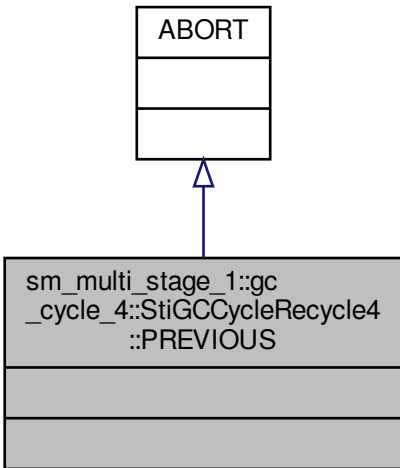 ABORT
sm_multi_stage_1::gc
_cycle_4::StiGCCycleRecycle4
::PREVIOUS